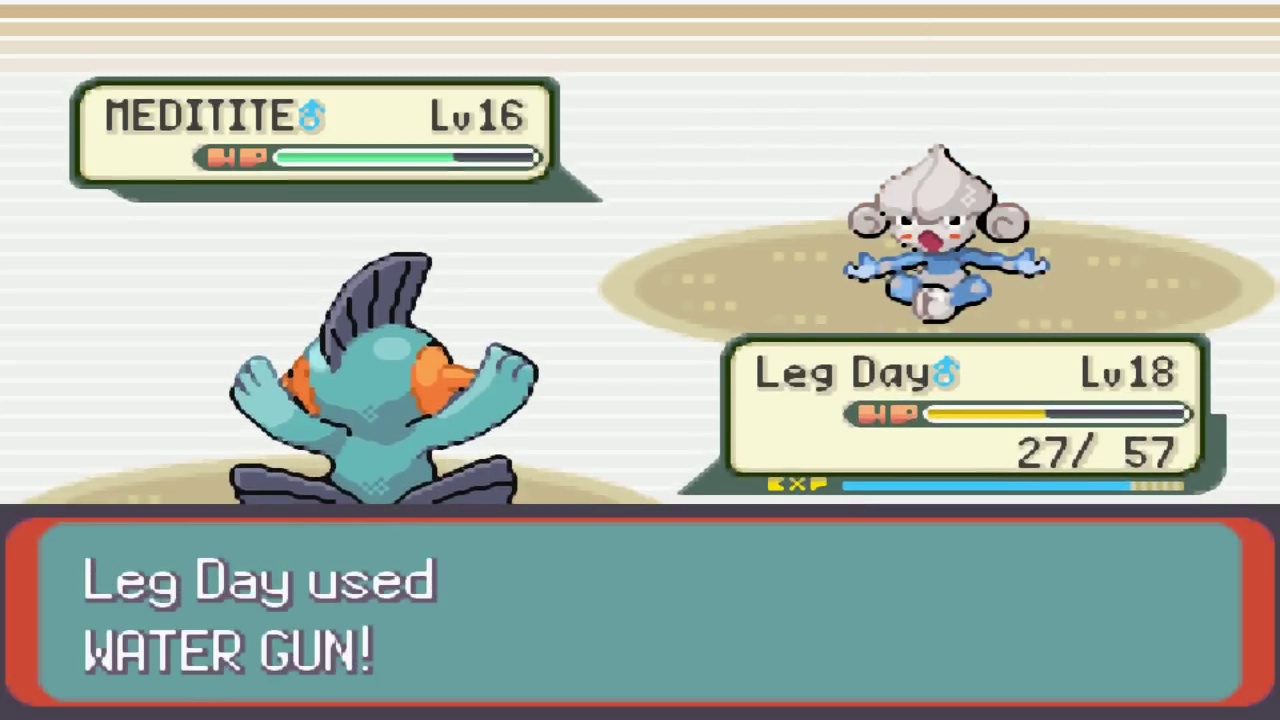 MEDITITE♂ Lv16
HP
Leg Day♂ Lv18
HP
27/ 57
EXP
Leg Day used
WATER GUN!